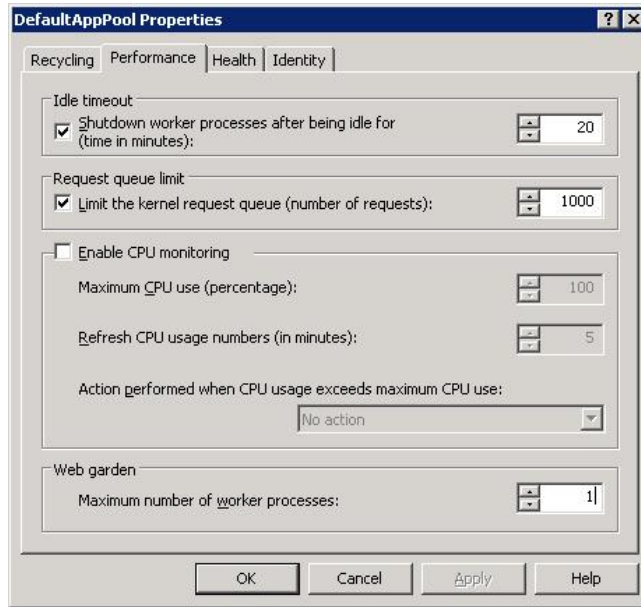 DefaultAppPool Properties
Recycling Performance Health Identity
Idle timeout
Shutdown worker processes after being idle for
(time in minutes):
20
Request queue limit
Limit the kernel request queue (number of requests):
1000
Enable CPU monitoring
Maximum CPU use (percentage):
100
Refresh CPU usage numbers (in minutes):
5
Action performed when CPU usage exceeds maximum CPU use:
No action
Web garden
Maximum number of worker processes:
1
OK Cancel Apply Help